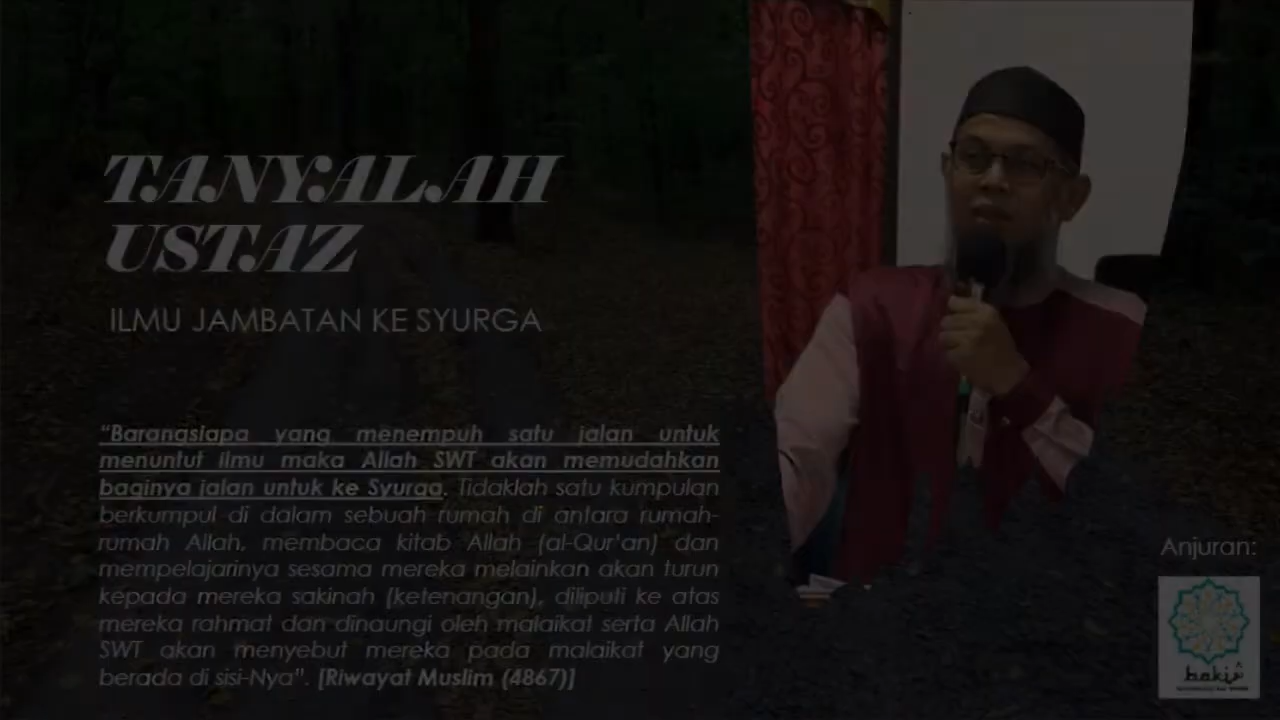 TANYALAH
USTAZ
ILMU JAMBATAN KE SYURGA
“Barangsiapa yang menempuh satu jalan untuk
menuntut ilmu maka Allah SWT akan memudahkan
baginya jalan untuk ke Syurga. Tidaklah satu kumpulan
berkumpul di dalam sebuah rumah di antara rumah-
rumah Allah, membaca kitab Allah (al-Qur’an) dan
mempelajarinya sesama mereka melainkan akan turun
kepada mereka sakinah (ketenangan), diliputi ke atas
mereka rahmat dan dinaungi oleh malaikat serta Allah
SWT akan menyebut mereka pada malaikat yang
berada di sisi-Nya”. [Riwayat Muslim (4867)]
Anjuran: